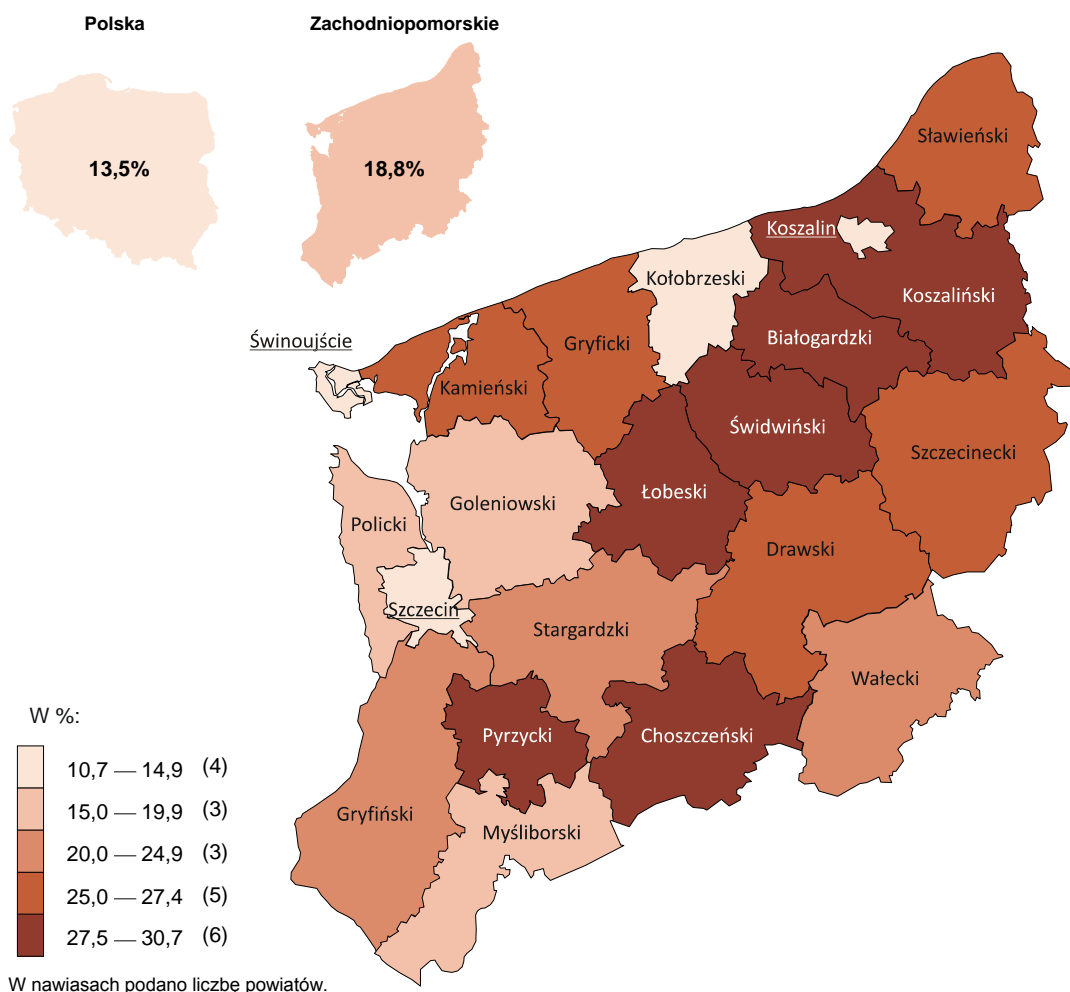 Polska
Zachodniopomorskie
13,5%
18,8%
Sławieński
Koszalin
Kołobrzeski
Koszaliński
Białogardzki
Świnoujście
Gryficki
Kamieński
Świdwiński
Szczecinecki
Łobeski
Goleniowski
Policki
Drawski
Szczecin
Stargardzki
Wałecki
Pyrzycki
Choszczeński
Gryfiński
Myśliborski
W %:
10,7 — 14,9 (4)
15,0 — 19,9 (3)
20,0 — 24,9 (3)
25,0 — 27,4 (5)
27,5 — 30,7 (6)
W nawiasach podano liczbę powiatów.